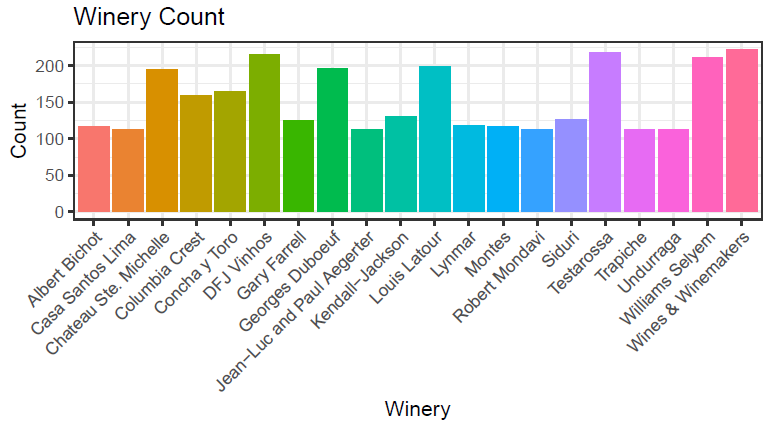 Winery Count
Count
200
150
100
50
0
Albert Bichot
Casa Santos Lima
Chateau Ste. Michelle
Columbia Crest
Concha y Toro
DFJ Vinhos
Gary Farrell
Georges Duboeuf
Jean−Luc and Paul Aegerter
Kendall−Jackson
Louis Latour
Lynmar
Montes
Robert Mondavi
Siduri
Testarossa
Trapiche
Undurraga
Williams Selyem
Wines & Winemakers
Winery